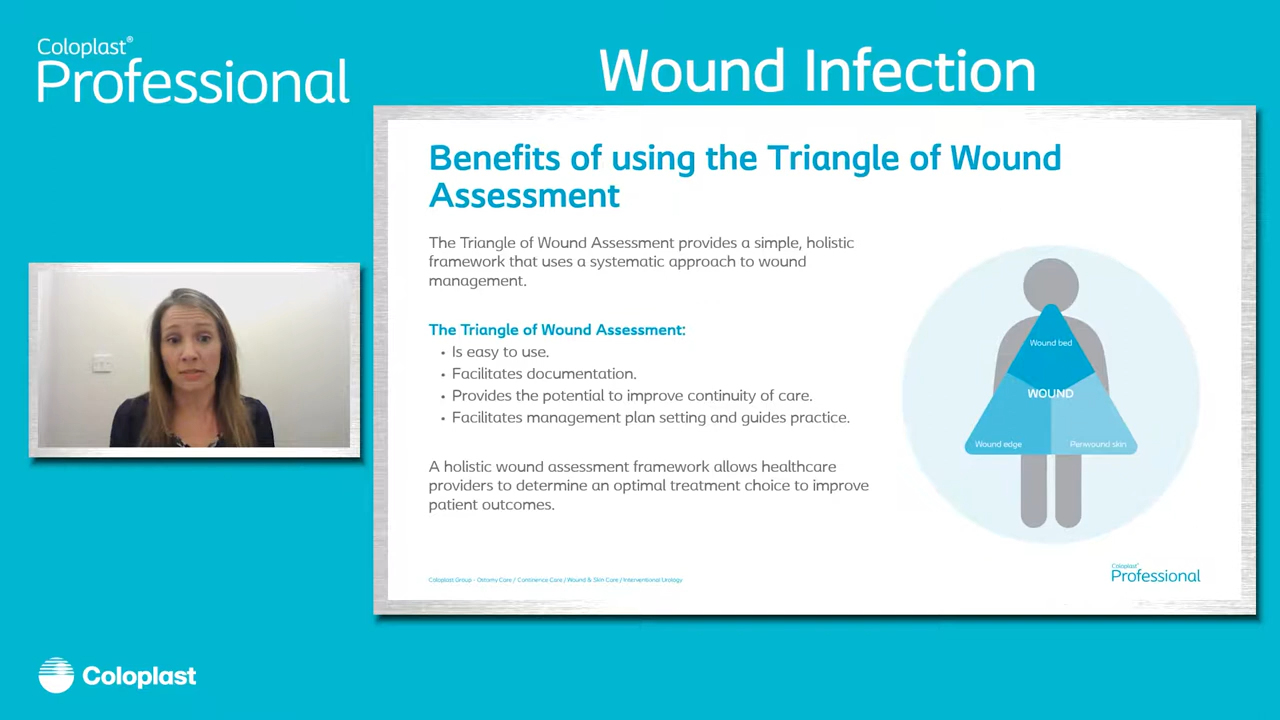 Coloplast®
Professional
Wound Infection
Benefits of using the Triangle of Wound
Assessment
The Triangle of Wound Assessment provides a simple, holistic
framework that uses a systematic approach to wound
management.
The Triangle of Wound Assessment:
• Is easy to use.
• Facilitates documentation.
• Provides the potential to improve continuity of care.
• Facilitates management plan setting and guides practice.
A holistic wound assessment framework allows healthcare
providers to determine an optimal treatment choice to improve
patient outcomes.
Wound bed
WOUND
Wound edge
Periwound skin
Coloplast Group - Ostomy Care / Continence Care / Wound & Skin Care / Interventional Urology
Coloplast®
Professional
Coloplast